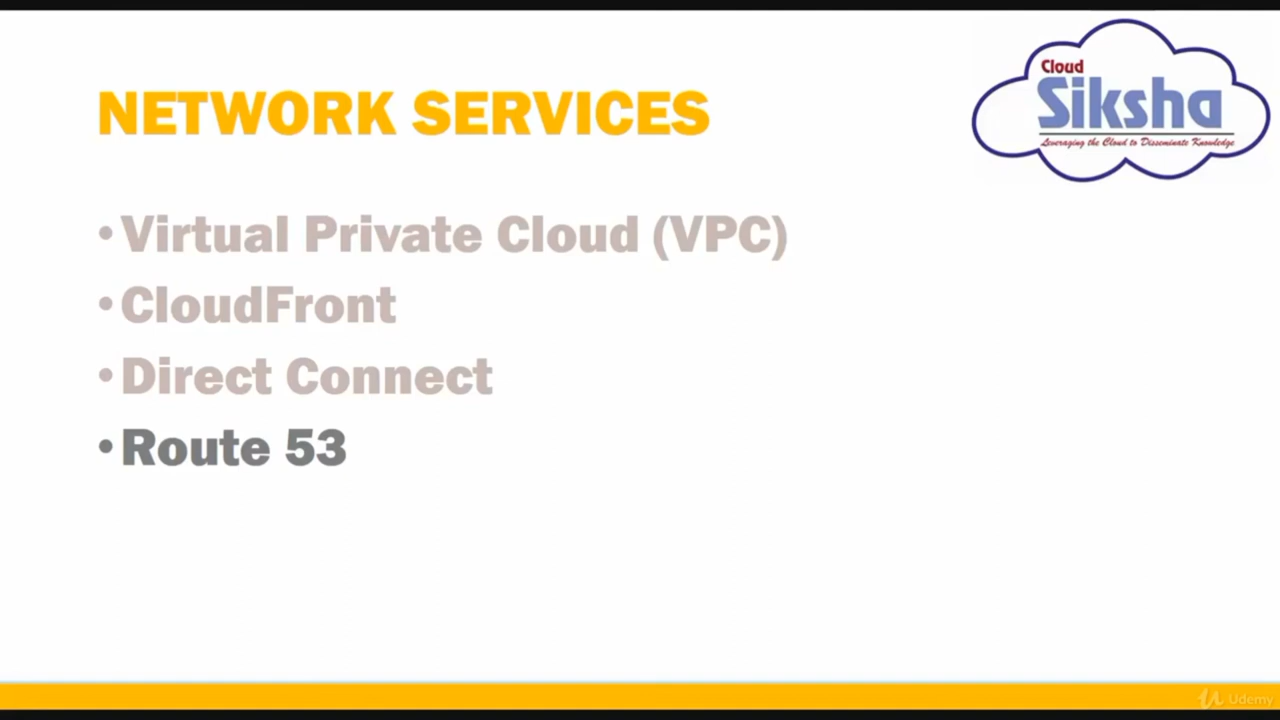 Cloud
Siksha
Leveraging the Cloud to Disseminate Knowledge
NETWORK SERVICES
• Virtual Private Cloud (VPC)
• CloudFront
• Direct Connect
• Route 53
Udemy